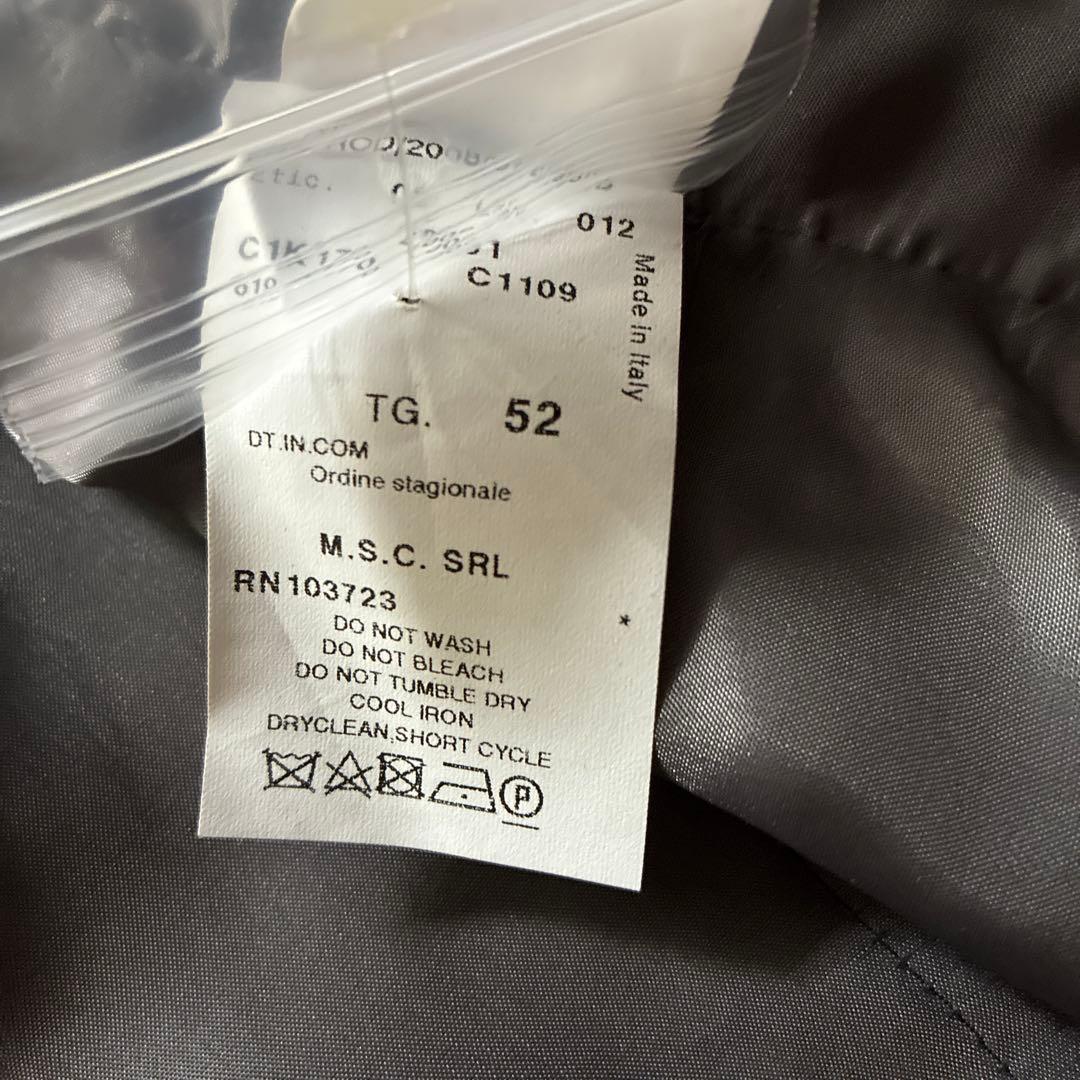 /20
012
C1109
Made in Italy
TG. 52
DT.IN.COM
Ordine stagionale
M.S.C. SRL
RN103723
*
DO NOT WASH
DO NOT BLEACH
DO NOT TUMBLE DRY
COOL IRON
DRYCLEAN,SHORT CYCLE
P